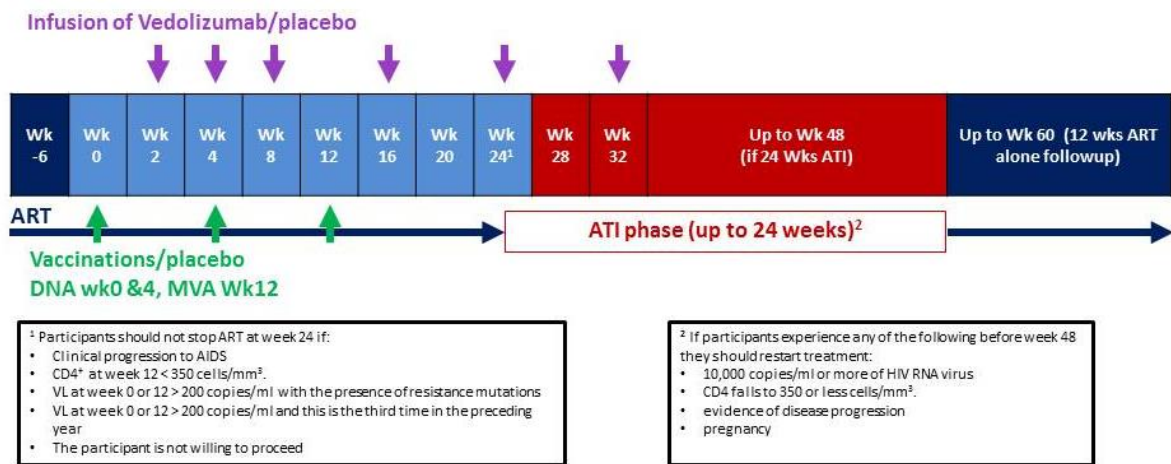 Infusion of Vedolizumab/placebo
Wk -6
Wk 0
Wk 2
Wk 4
Wk 8
Wk 12
Wk 16
Wk 20
Wk 24¹
Wk 28
Wk 32
Up to Wk 48
(if 24 Wks ATI)
Up to Wk 60 (12 wks ART
alone followup)
ART
ATI phase (up to 24 weeks)²
Vaccinations/placebo
DNA wk0 &4, MVA Wk12
¹ Participants should not stop ART at week 24 if:
• Clinical progression to AIDS
• CD4⁺ at week 12 < 350 cells/mm³.
• VL at week 0 or 12 > 200 copies/ml with the presence of resistance mutations
• VL at week 0 or 12 > 200 copies/ml and this is the third time in the preceding
year
• The participant is not willing to proceed
² If participants experience any of the following before week 48
they should restart treatment:
• 10,000 copies/ml or more of HIV RNA virus
• CD4 falls to 350 or less cells/mm³.
• evidence of disease progression
• pregnancy